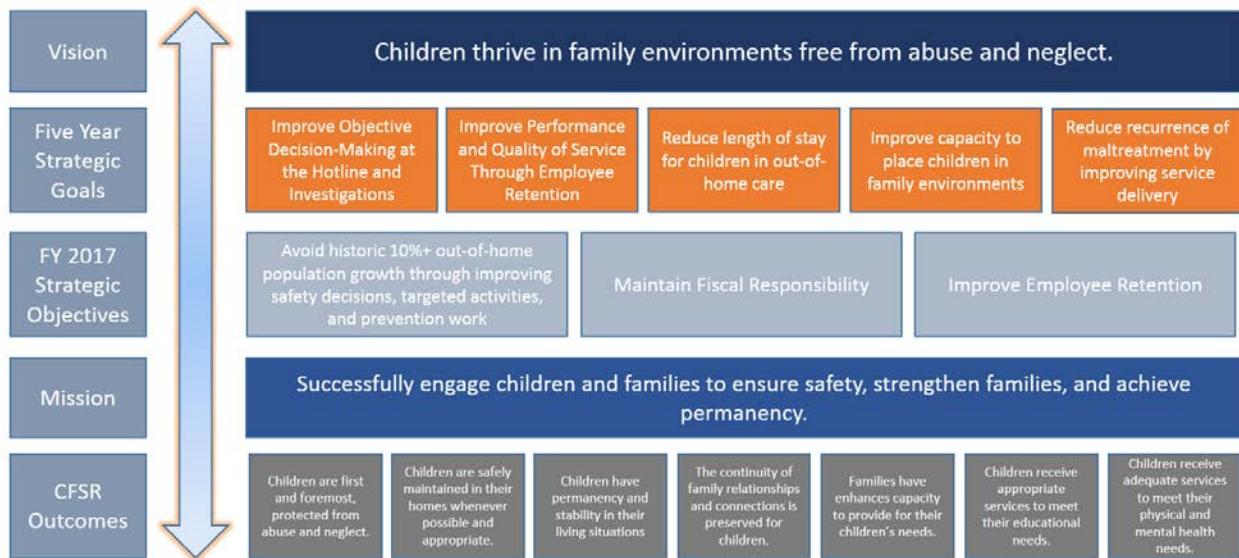 Vision
Children thrive in family environments free from abuse and neglect.
Five Year
Strategic
Goals
Improve Objective
Decision-Making at
the Hotline and
Investigations
Improve Performance
and Quality of Service
Through Employee
Retention
Reduce length of stay
for children in out-of-
home care
Improve capacity to
place children in
family environments
Reduce recurrence of
maltreatment by
improving service
delivery
FY 2017
Strategic
Objectives
Avoid historic 10%+ out-of-home
population growth through improving
safety decisions, targeted activities,
and prevention work
Maintain Fiscal Responsibility
Improve Employee Retention
Mission
Successfully engage children and families to ensure safety, strengthen families, and achieve
permanency.
CFSR
Outcomes
Children are first
and foremost,
protected from
abuse and neglect.
Children are safely
maintained in their
homes whenever
possible and
appropriate.
Children have
permanency and
stability in their
living situations
The continuity of
family relationships
and connections is
preserved for
children.
Families have
enhances capacity
to provide for their
children's needs.
Children receive
appropriate
services to meet
their educational
needs.
Children receive
adequate services
to meet their
physical and
mental health
needs.